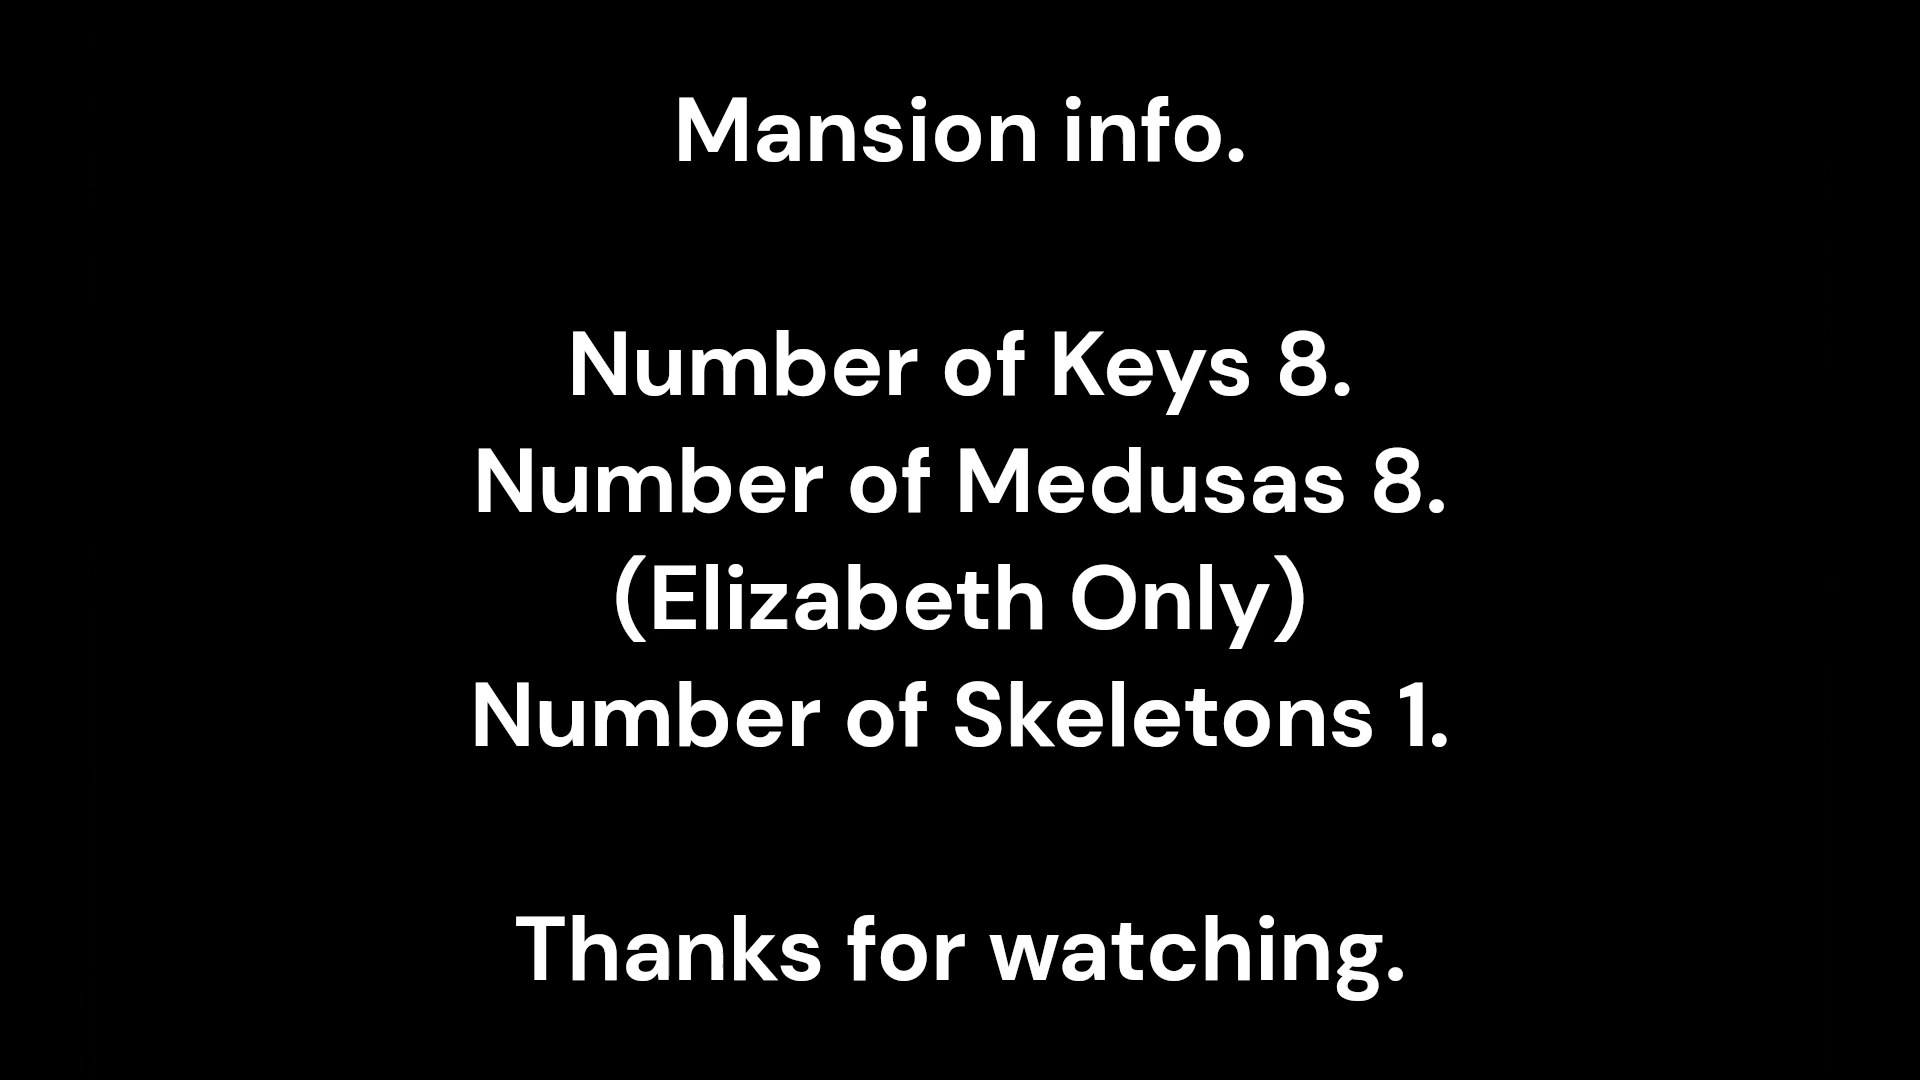 Mansion info.
Number of Keys 8.
Number of Medusas 8.
(Elizabeth Only)
Number of Skeletons 1.
Thanks for watching.